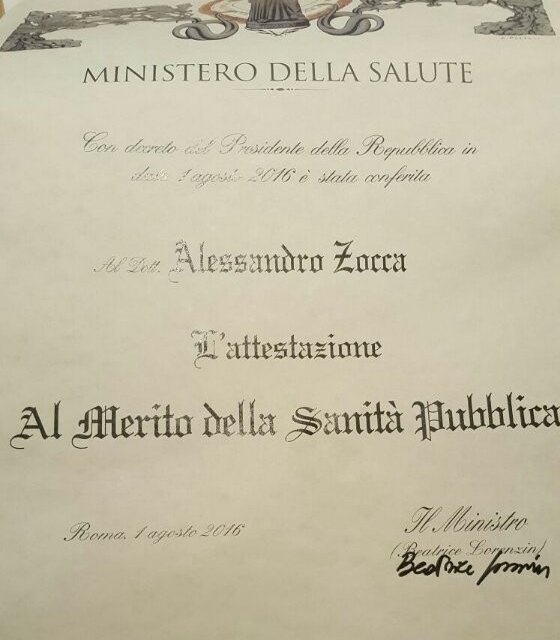 MINISTERO DELLA SALUTE
Con decreto del Presidente della Repubblica in
data 1 agosto 2016 è stata conferita
Al Dott. Alessandro Zocca
L'attestazione
Al Merito della Sanità Pubblica
Roma, 1 agosto 2016
Il Ministro
(Beatrice Lorenzin)
Beatrice Lorenzin